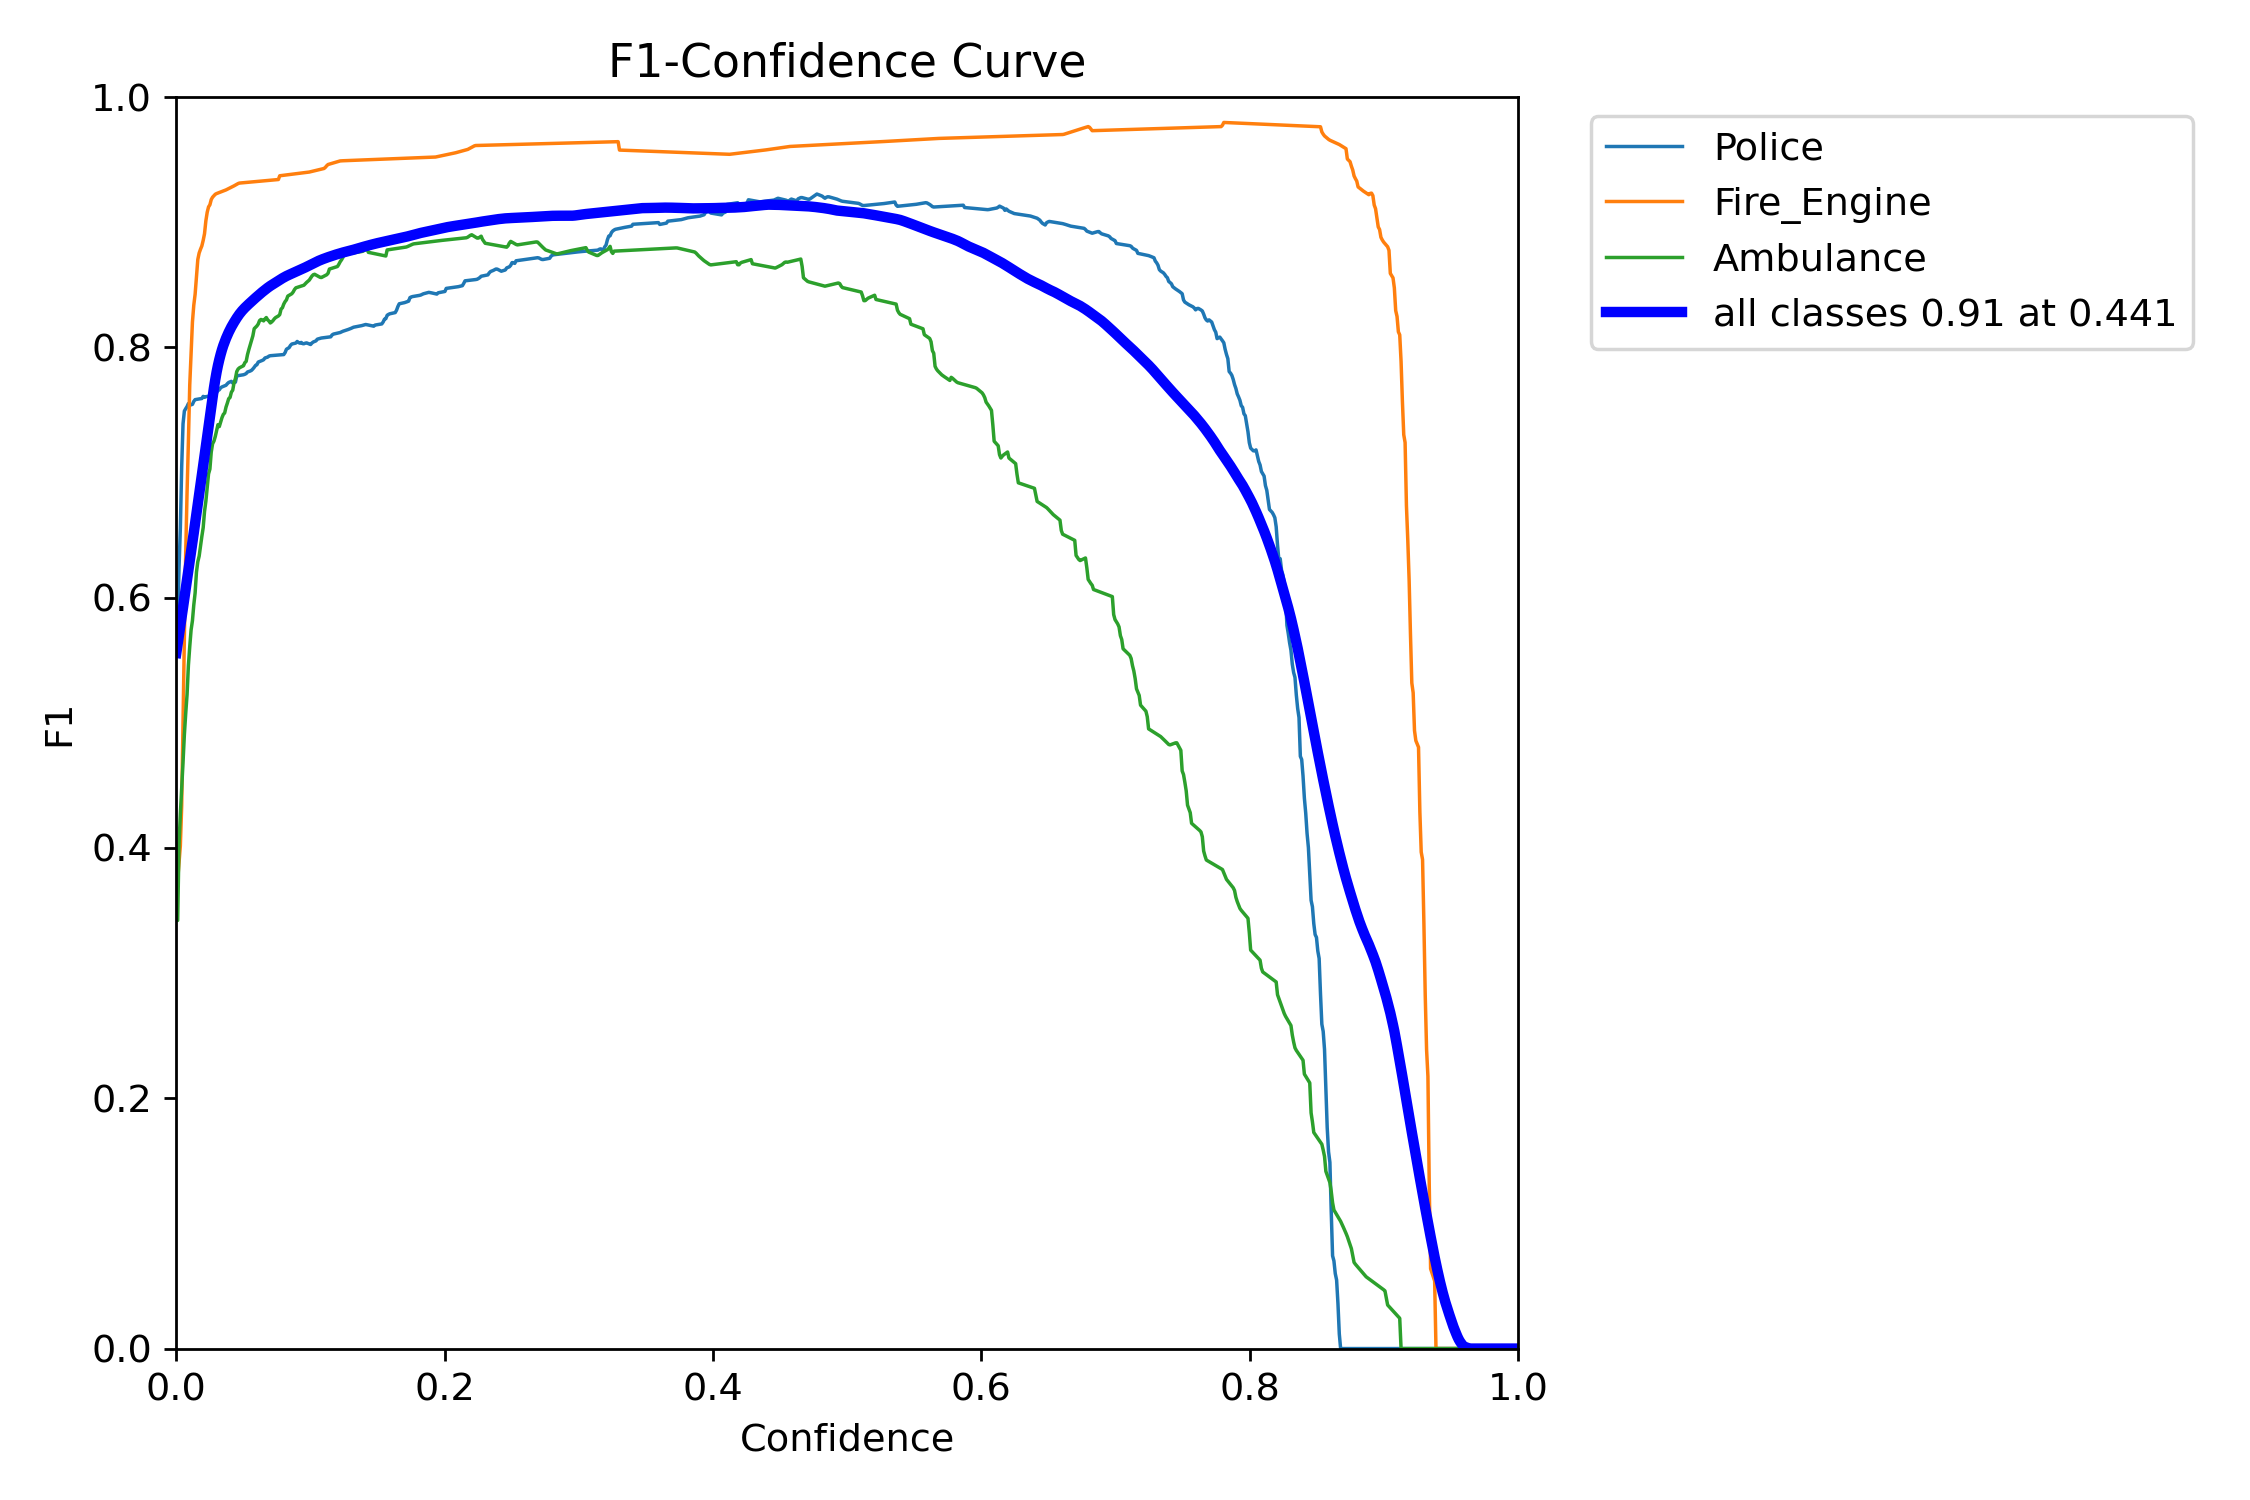 F1-Confidence Curve
1.0
0.8
0.6
0.4
0.2
0.0
F1
0.0 0.2 0.4 0.6 0.8 1.0
Confidence
Police
Fire_Engine
Ambulance
all classes 0.91 at 0.441